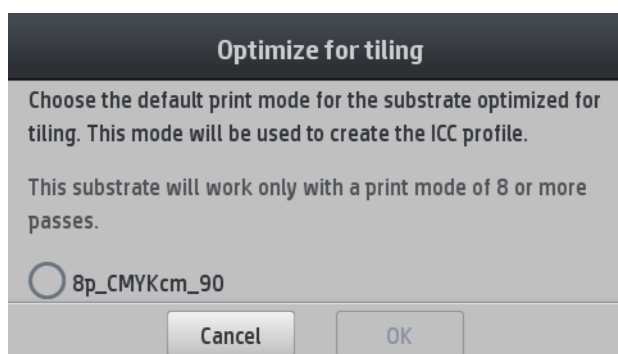 Optimize for tiling
Choose the default print mode for the substrate optimized for
tiling. This mode will be used to create the ICC profile.
This substrate will work only with a print mode of 8 or more
passes.
8p_CMYKcm_90
Cancel
OK